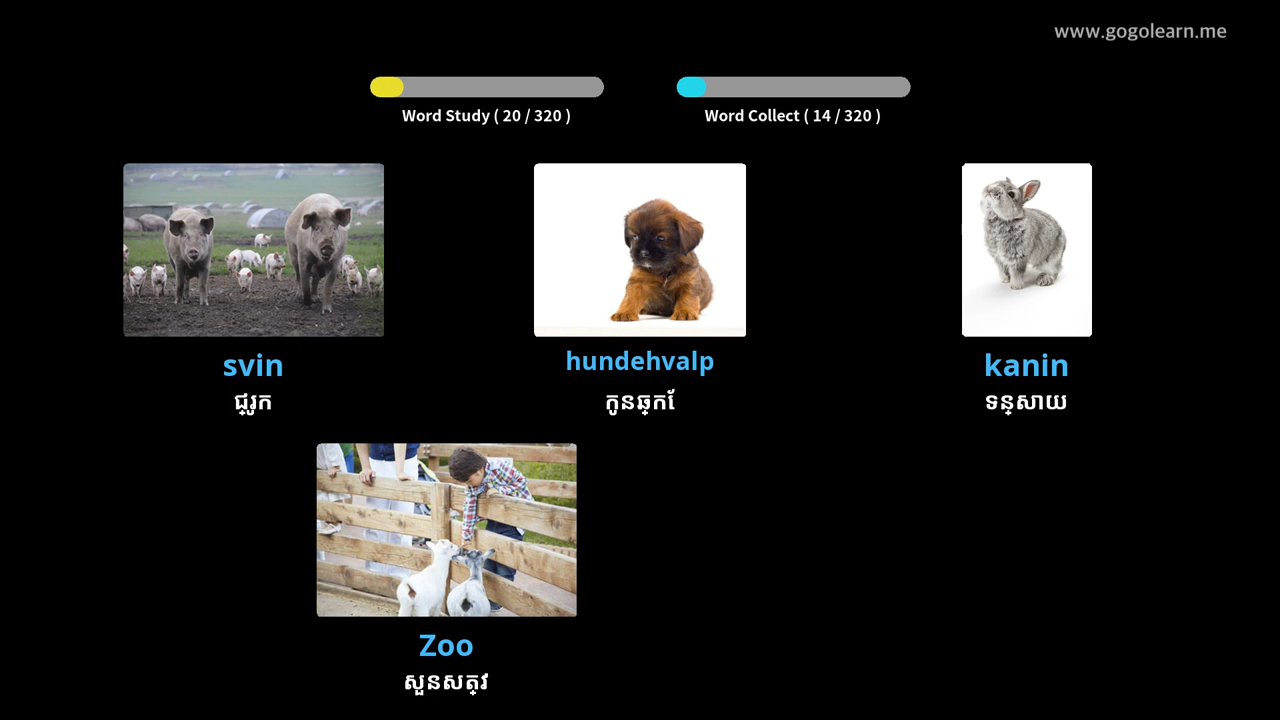 www.gogolearn.me
Word Study ( 20 / 320 )
Word Collect ( 14 / 320 )
svin
hundehvalp
kanin
ជ្រូក
កូនឆ្កែ
ទន្សាយ
Zoo
សួនសត្វ